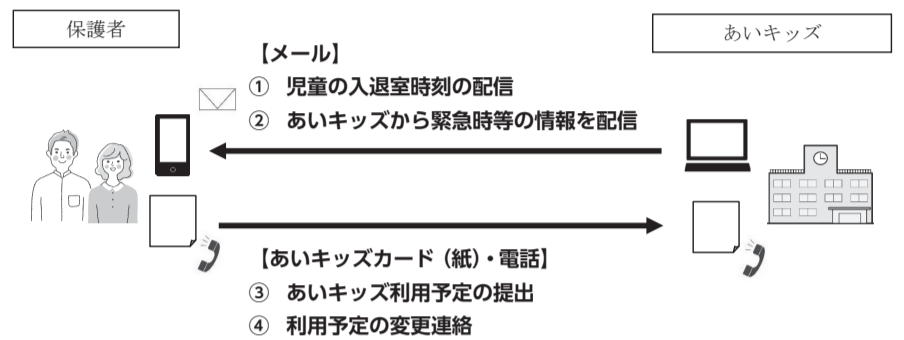 保護者
あいキッズ
【メール】
① 児童の入退室時刻の配信
② あいキッズから緊急時等の情報を配信
【あいキッズカード（紙）・電話】
③ あいキッズ利用予定の提出
④ 利用予定の変更連絡